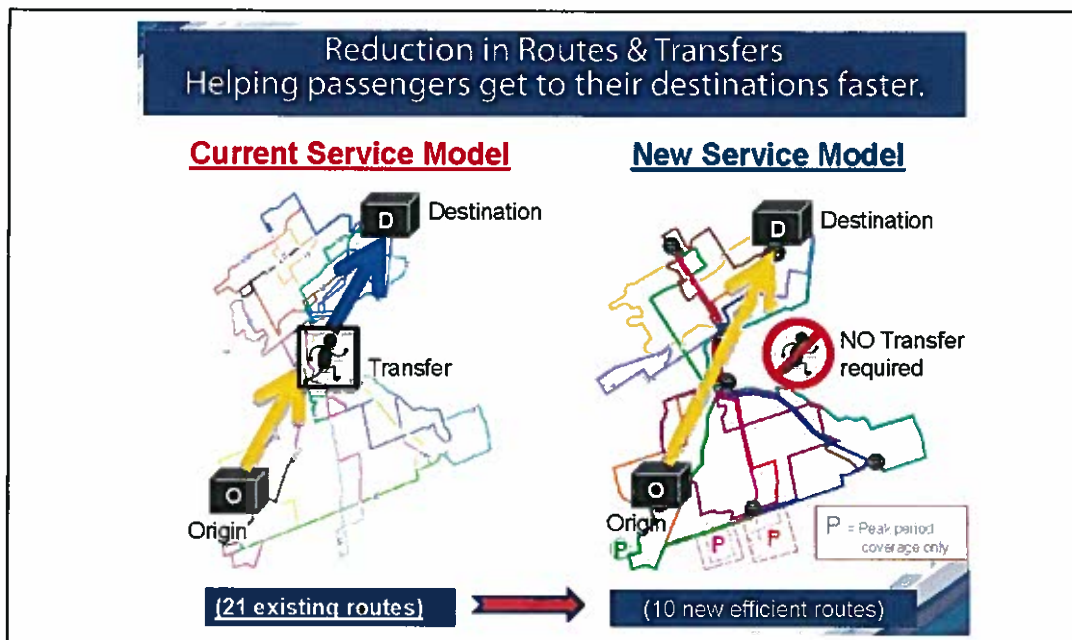 Reduction in Routes & Transfers
Helping passengers get to their destinations faster.
Current Service Model
New Service Model
D
Destination
D
Destination
Transfer
NO Transfer
required
O
Origin
O
Origin
P
P
P
P = Peak period
coverage only
(21 existing routes)
(10 new efficient routes)